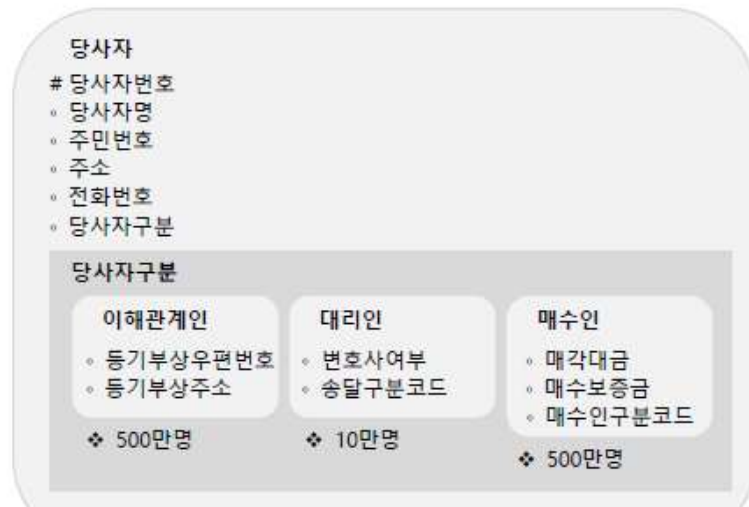 당사자
# 당사자번호
◦ 당사자명
◦ 주민번호
◦ 주소
◦ 전화번호
◦ 당사자구분
당사자구분
이해관계인
◦ 등기부상우편번호
◦ 등기부상주소
❖ 500만명
대리인
◦ 변호사여부
◦ 송달구분코드
❖ 10만명
매수인
◦ 매각대금
◦ 매수보증금
◦ 매수인구분코드
❖ 500만명